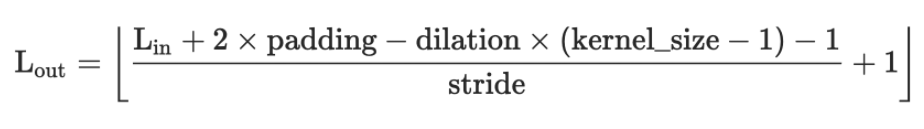 L_out = ⌊ (L_in + 2 × padding − dilation × (kernel_size − 1) − 1) / stride + 1 ⌋